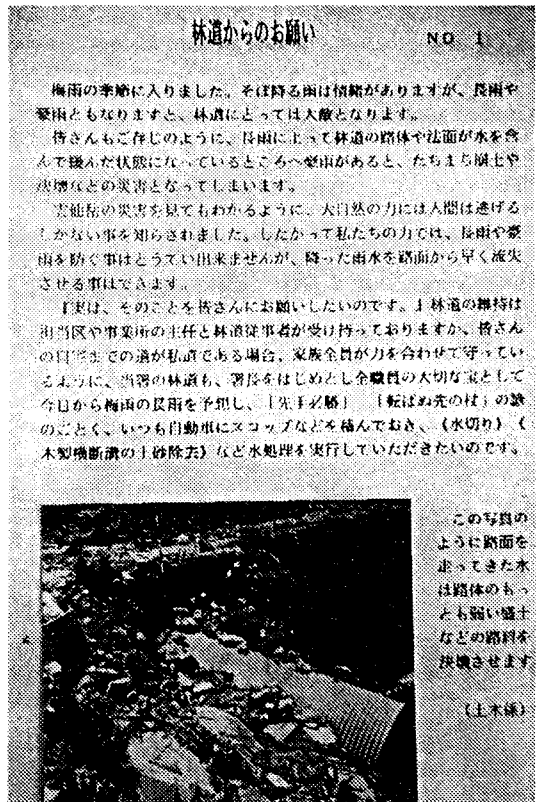 林道からのお願い
NO 1
梅雨の季節に入りました。そぼ降る雨は情緒がありますが、長雨や
豪雨ともなりますと、林道にとっては大敵となります。
皆さんもご存じのように、長雨によって林道の路体や法面が水を含
んで緩んだ状態になっているところへ豪雨があると、たちまち崩土や
決壊などの災害となってしまいます。
雲仙岳の災害を見てもわかるように、大自然の力には人間は逃げる
しかない事を知らされました。したがって私たちの力では、長雨や豪
雨を防ぐ事はとうてい出来ませんが、降った雨水を路面から早く流失
させる事はできます。
『実は、そのことを皆さんにお願いしたいのです。』林道の維持は
担当区や事業所の主任と林道従事者が受け持っておりますが、皆さん
の自宅までの道が私道である場合、家族全員が力を合わせて守ってい
るように、当署の林道も、署長をはじめとし全職員の大切な宝として
今日から梅雨の長雨を予想し、「先手必勝」「転ばぬ先の杖」の諺
のごとく、いつも自動車にスコップなどを積んでおき、《水切り》《
木製横断溝の土砂除去》など水処理を実行していただきたいのです。
この写真の
ように路面を
走ってきた水
は路体のもっ
とも弱い盛土
などの路肩を
決壊させます
(土木係)